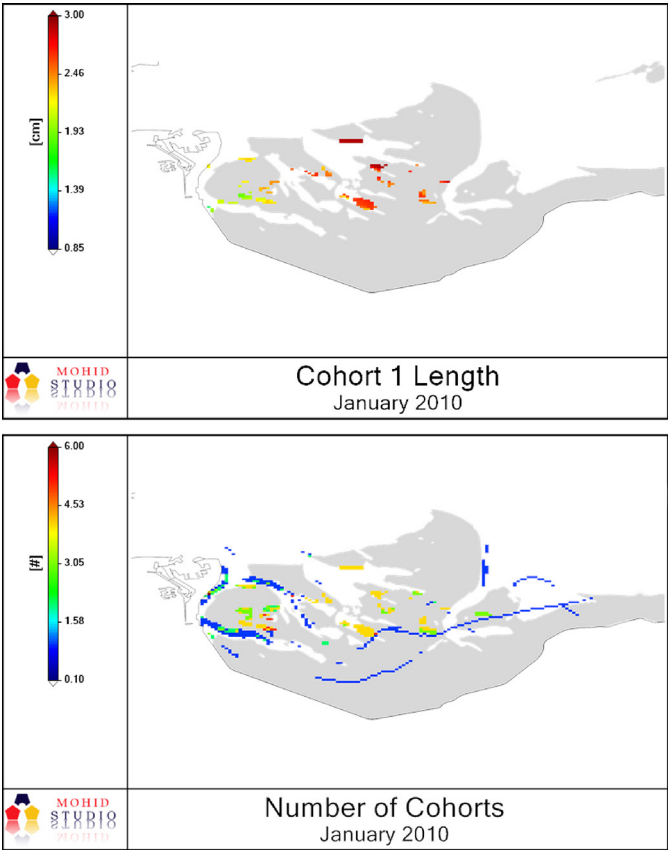 3.00
2.46
1.93
1.39
0.85
[cm]
MOHID
STUDIO
Cohort 1 Length
January 2010
6.00
4.53
3.05
1.58
0.10
[#]
MOHID
STUDIO
Number of Cohorts
January 2010